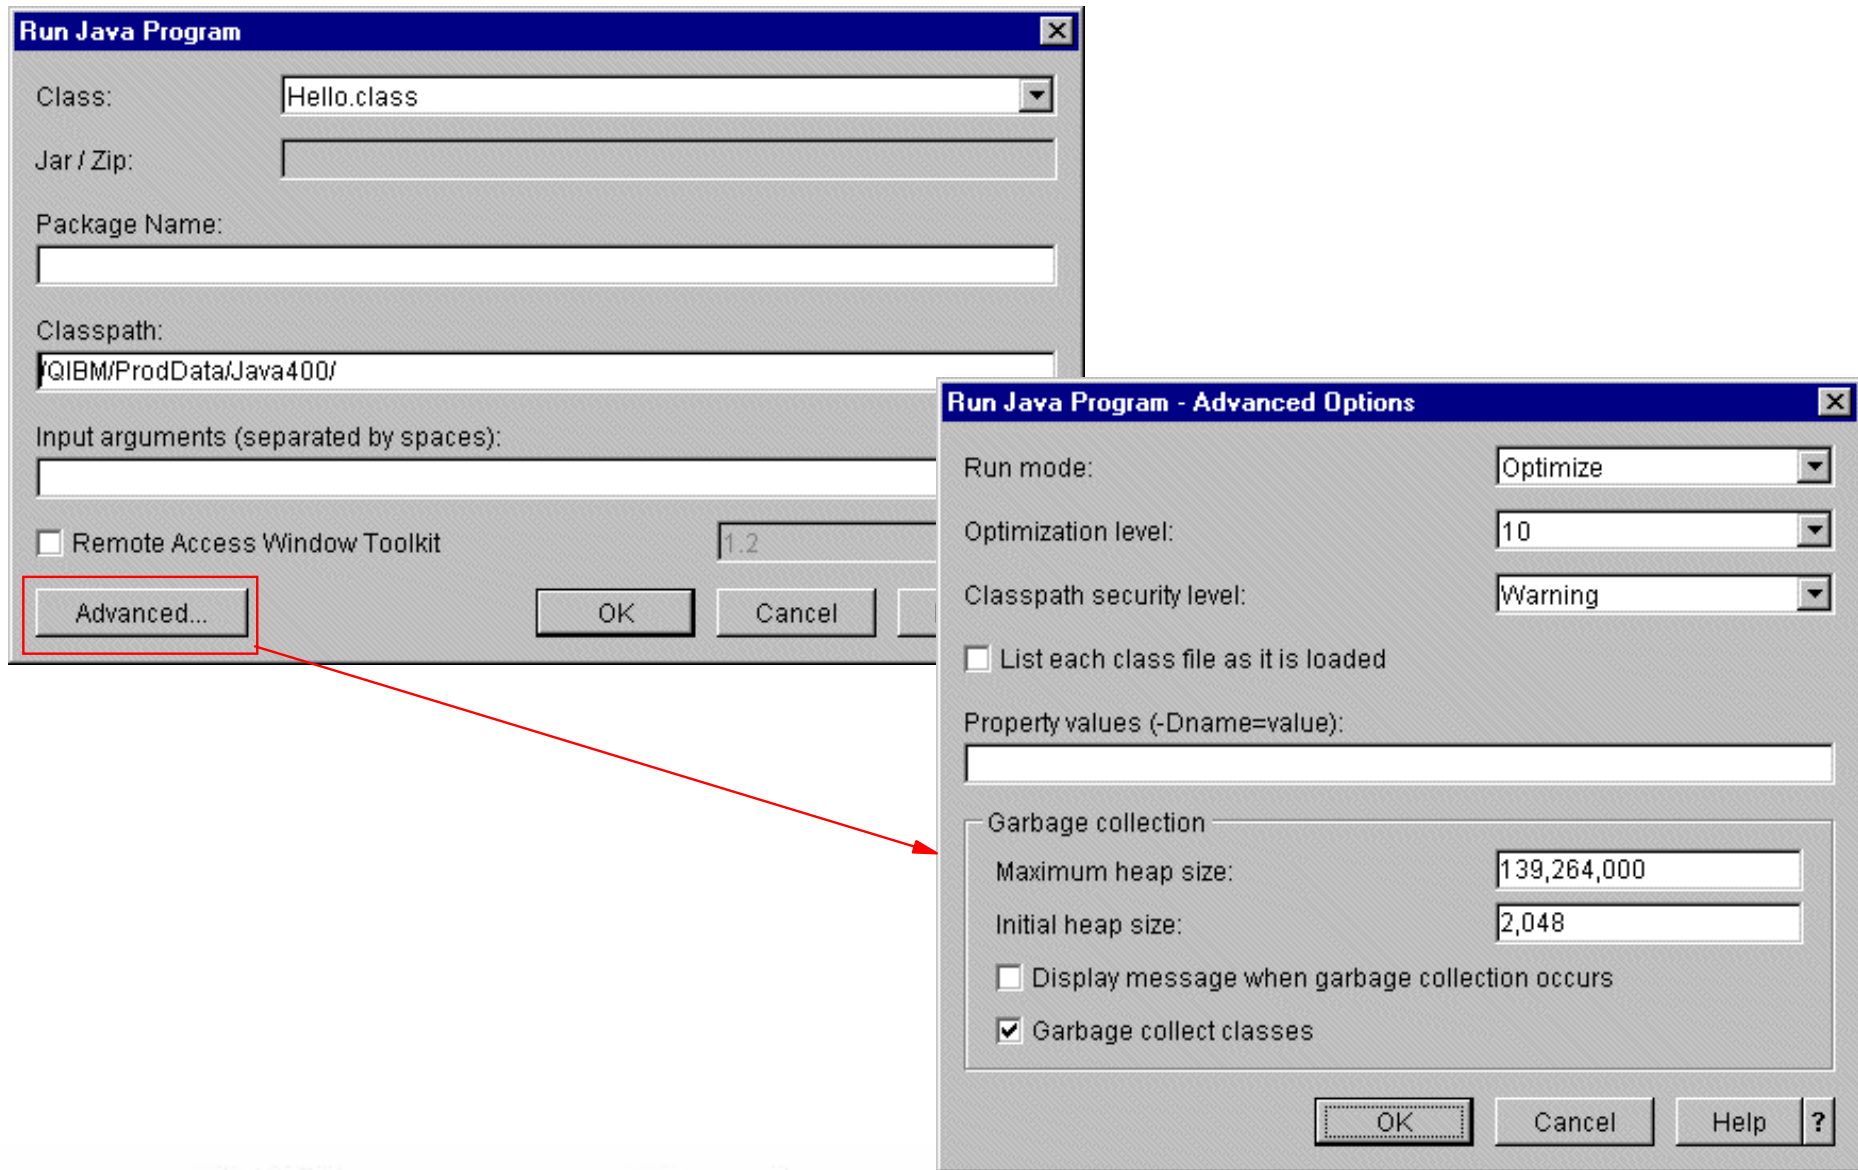 Run Java Program
Class: Hello.class
Jar / Zip:
Package Name:
Classpath:
/QIBM/ProdData/Java400/
Input arguments (separated by spaces):
Remote Access Window Toolkit 1.2
Advanced... OK Cancel
Run Java Program - Advanced Options
Run mode: Optimize
Optimization level: 10
Classpath security level: Warning
List each class file as it is loaded
Property values (-Dname=value):
Garbage collection
Maximum heap size: 139,264,000
Initial heap size: 2,048
Display message when garbage collection occurs
Garbage collect classes
OK Cancel Help ?